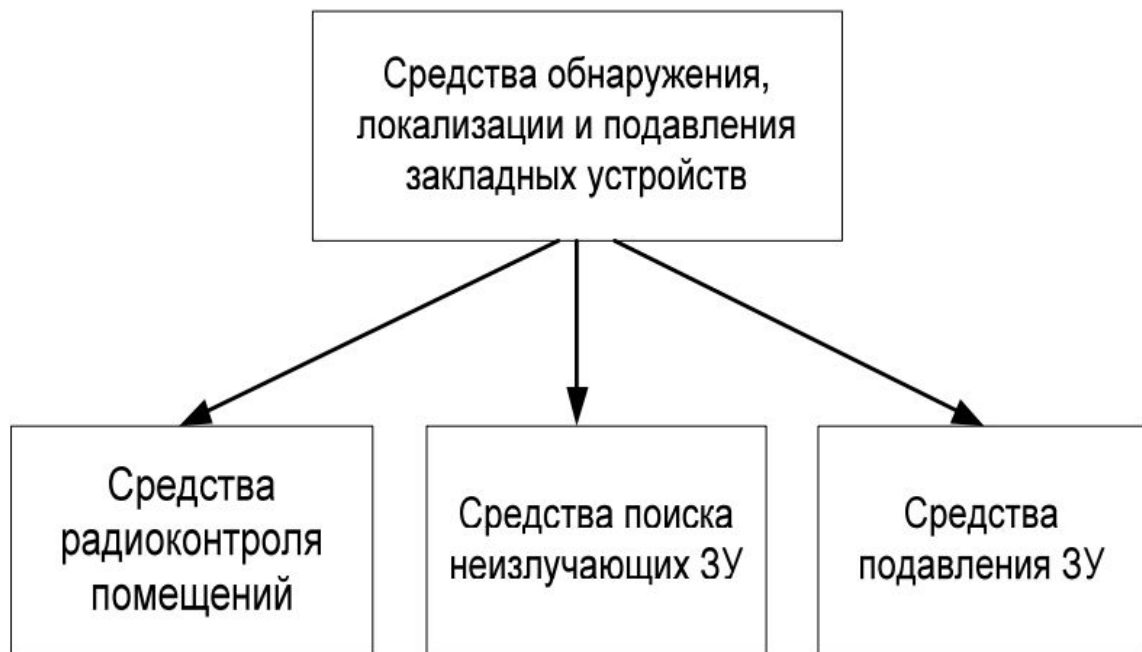 Средства обнаружения,
локализации и подавления
закладных устройств
Средства
радиоконтроля
помещений
Средства поиска
неизлучающих ЗУ
Средства
подавления ЗУ